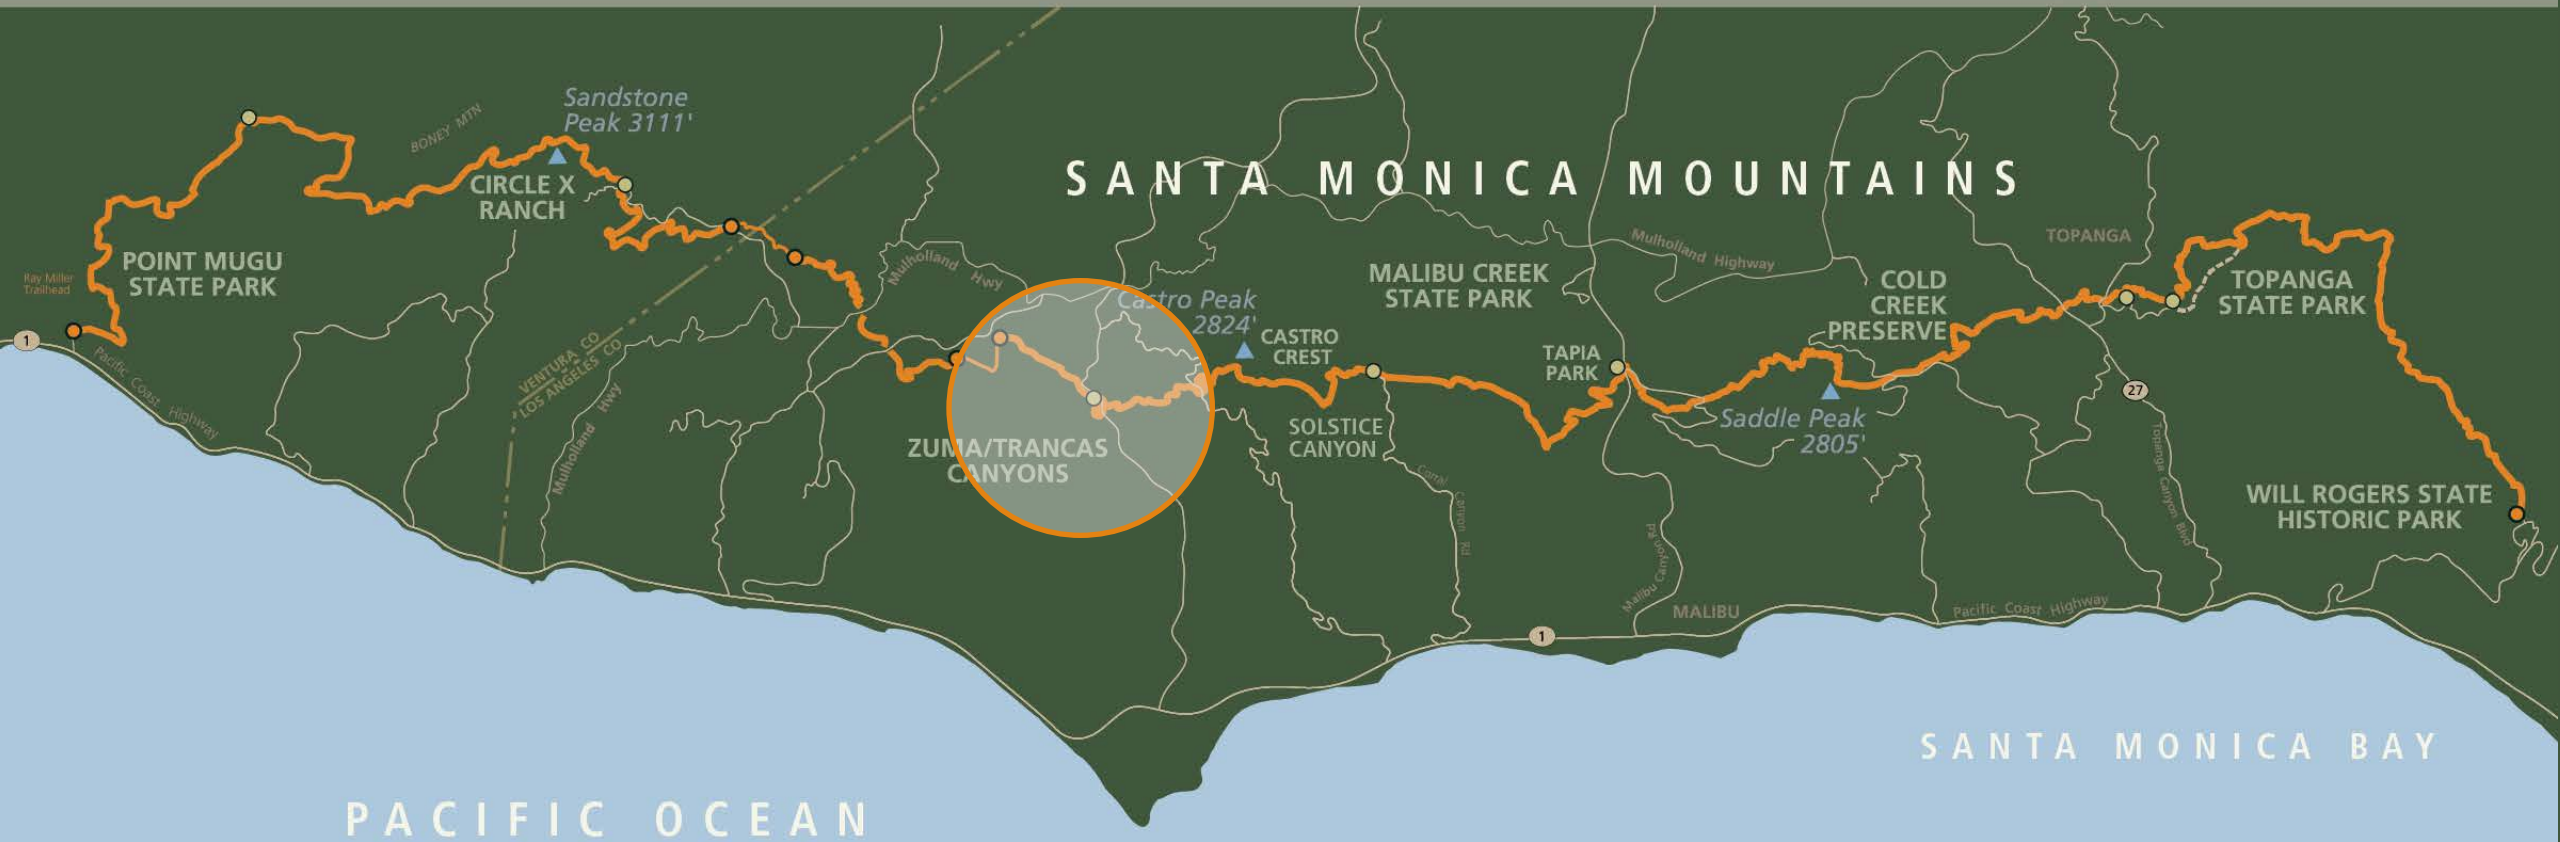 Sandstone
Peak 3111'
BONEY MTN
CIRCLE X
RANCH
SANTA MONICA MOUNTAINS
POINT MUGU
STATE PARK
Ray Miller
Trailhead
1
Pacific Coast Highway
VENTURA CO
LOS ANGELES CO
Mulholland Hwy
Mulholland Hwy
Castro Peak
2824'
CASTRO
CREST
ZUMA/TRANCAS
CANYONS
SOLSTICE
CANYON
Corral Canyon Rd
MALIBU CREEK
STATE PARK
Mulholland Highway
TAPIA
PARK
COLD
CREEK
PRESERVE
Saddle Peak
2805'
TOPANGA
TOPANGA
STATE PARK
27
Topanga Canyon Blvd
WILL ROGERS STATE
HISTORIC PARK
Malibu Canyon Rd
MALIBU
1
Pacific Coast Highway
SANTA MONICA BAY
PACIFIC OCEAN